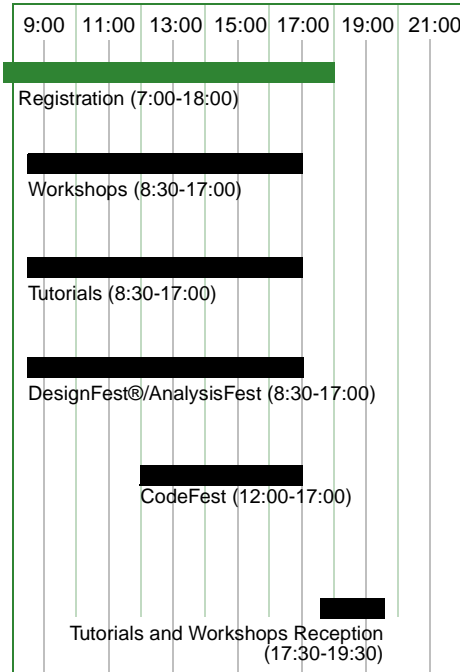 9:00 11:00 13:00 15:00 17:00 19:00 21:00
Registration (7:00-18:00)
Workshops (8:30-17:00)
Tutorials (8:30-17:00)
DesignFest®/AnalysisFest (8:30-17:00)
CodeFest (12:00-17:00)
Tutorials and Workshops Reception
(17:30-19:30)